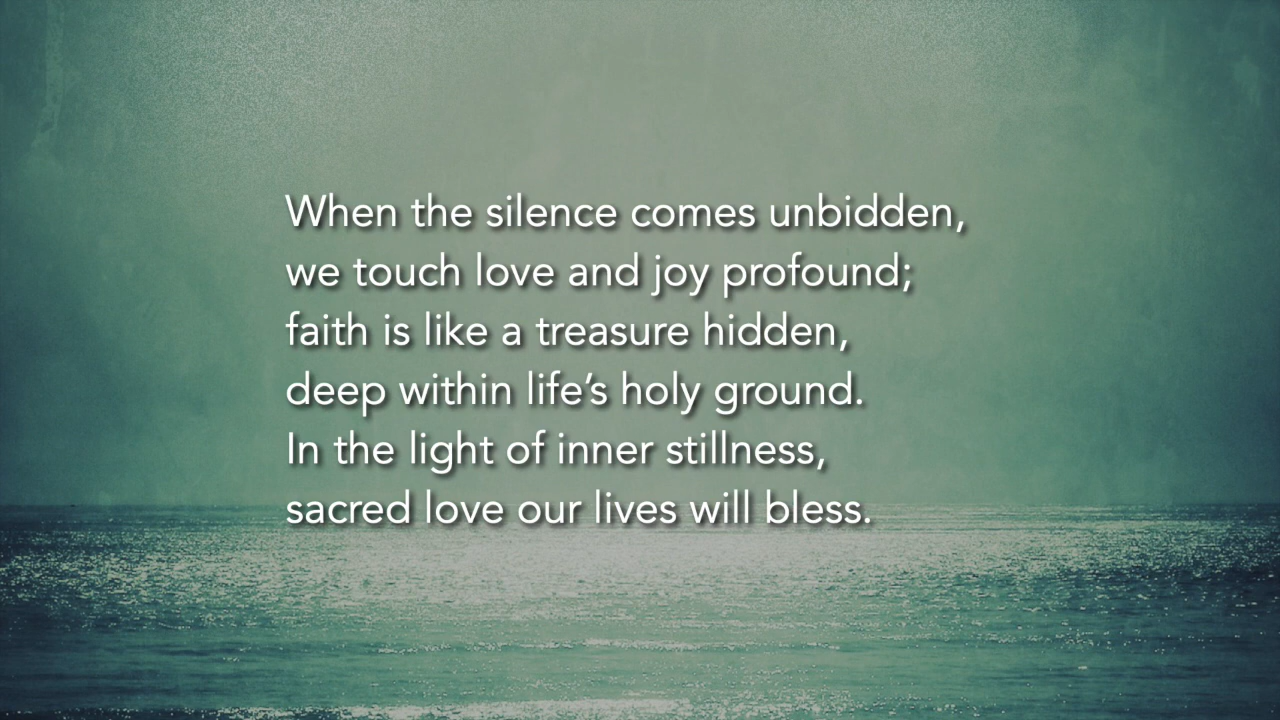 When the silence comes unbidden,
we touch love and joy profound;
faith is like a treasure hidden,
deep within life’s holy ground.
In the light of inner stillness,
sacred love our lives will bless.